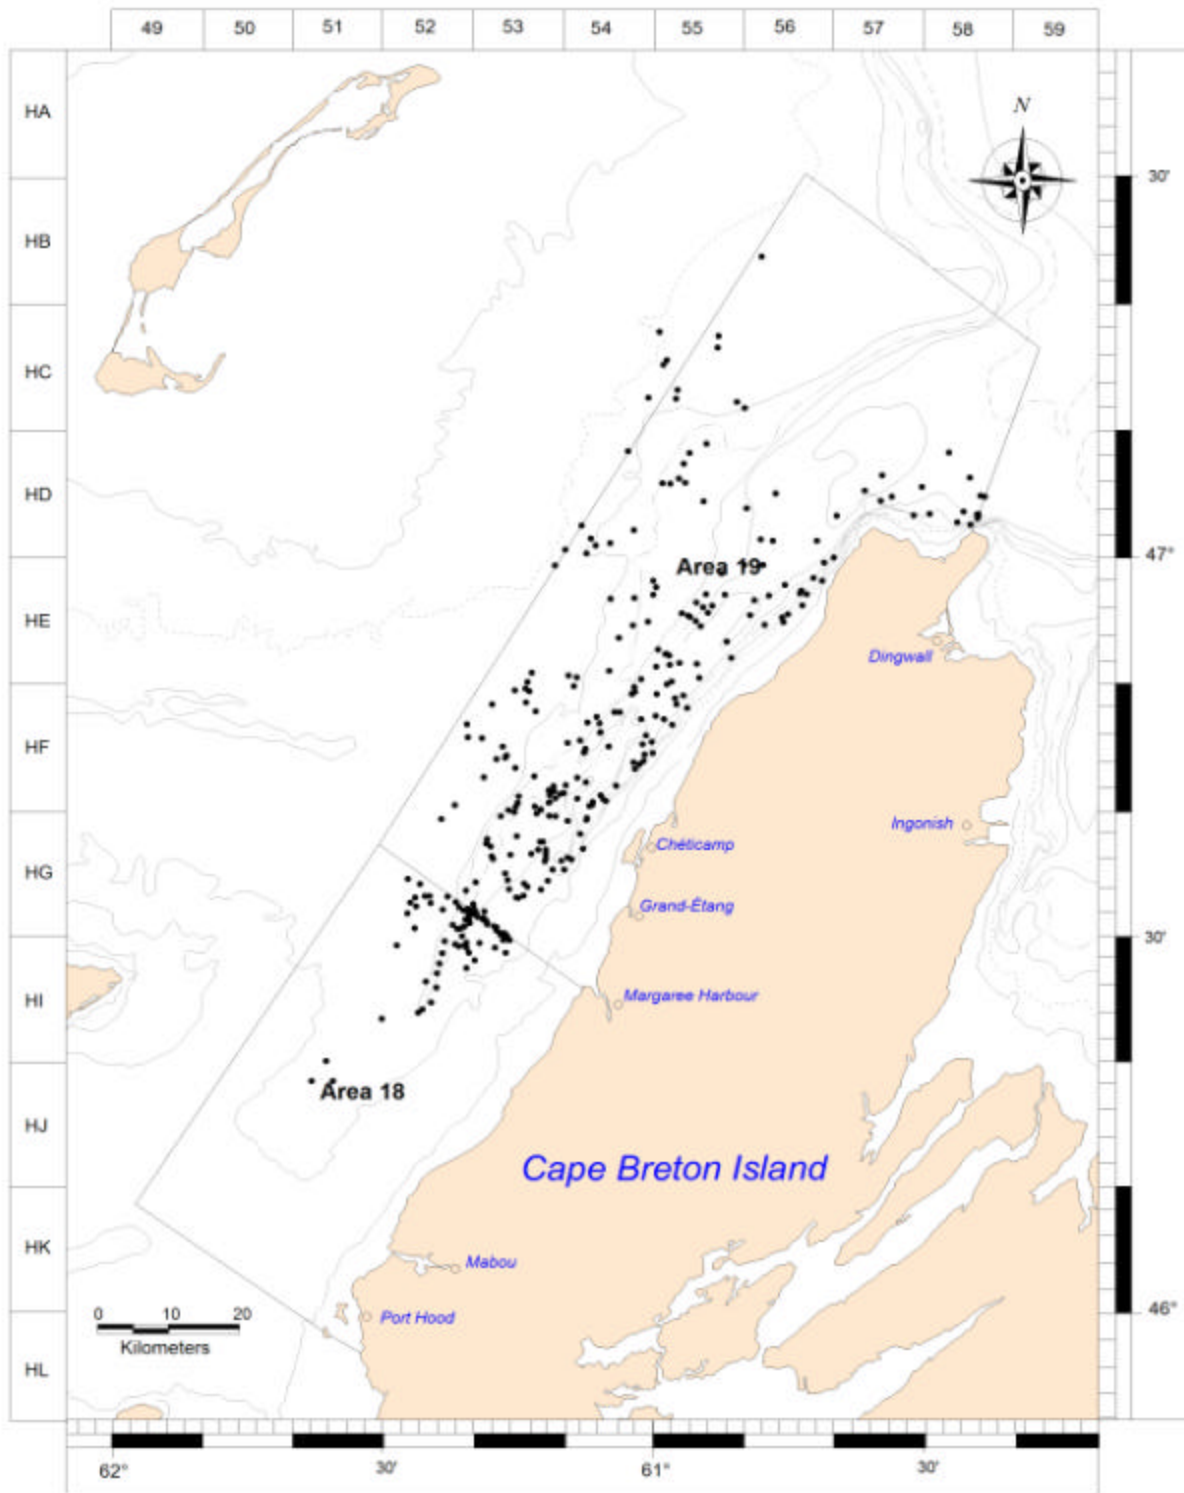 49 50 51 52 53 54 55 56 57 58 59
HA
N
30'
HB
HC
HD
47°
Area 19
HE
Dingwall
HF
Ingonish
Chéticamp
HG
Grand-Étang
30'
Margaree Harbour
HI
Area 18
HJ
Cape Breton Island
HK
Mabou
0 10 20
46°
Port Hood
Kilometers
HL
62° 30' 61° 30'